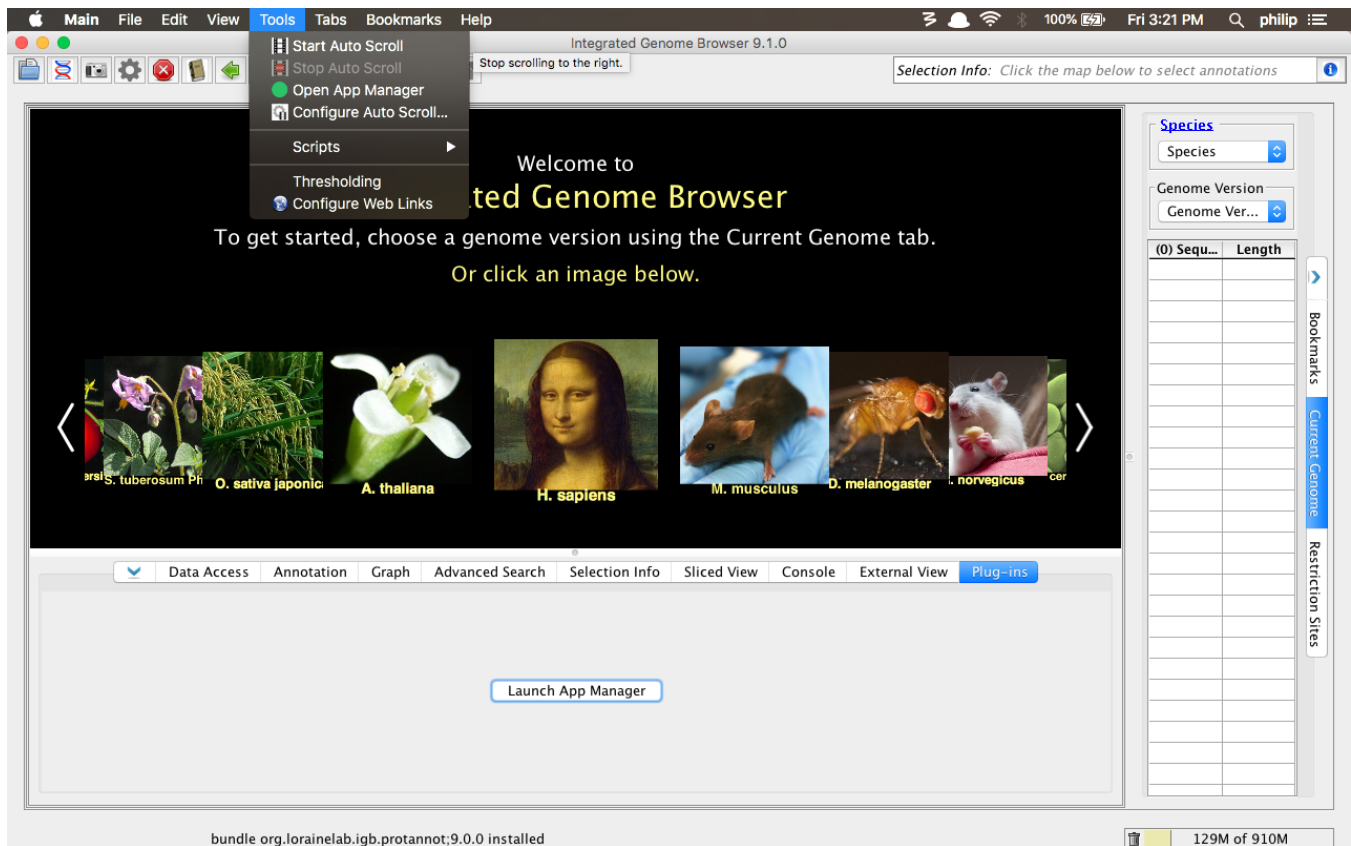 Main File Edit View Tools Tabs Bookmarks Help 100% Fri 3:21 PM philip
Integrated Genome Browser 9.1.0
Start Auto Scroll
Stop Auto Scroll
Open App Manager
Configure Auto Scroll...
Scripts
Thresholding
Configure Web Links
Stop scrolling to the right.
Selection Info: Click the map below to select annotations
Welcome to
ted Genome Browser
To get started, choose a genome version using the Current Genome tab.
Or click an image below.
ersi
S. tuberosum Ph
O. sativa japonic
A. thaliana
H. sapiens
M. musculus
D. melanogaster
. norvegicus
cer
Species
Species
Genome Version
Genome Ver...
(0) Sequ... Length
Bookmarks
Current Genome
Restriction Sites
Data Access Annotation Graph Advanced Search Selection Info Sliced View Console External View Plug-ins
Launch App Manager
bundle org.lorainelab.igb.protannot;9.0.0 installed
129M of 910M